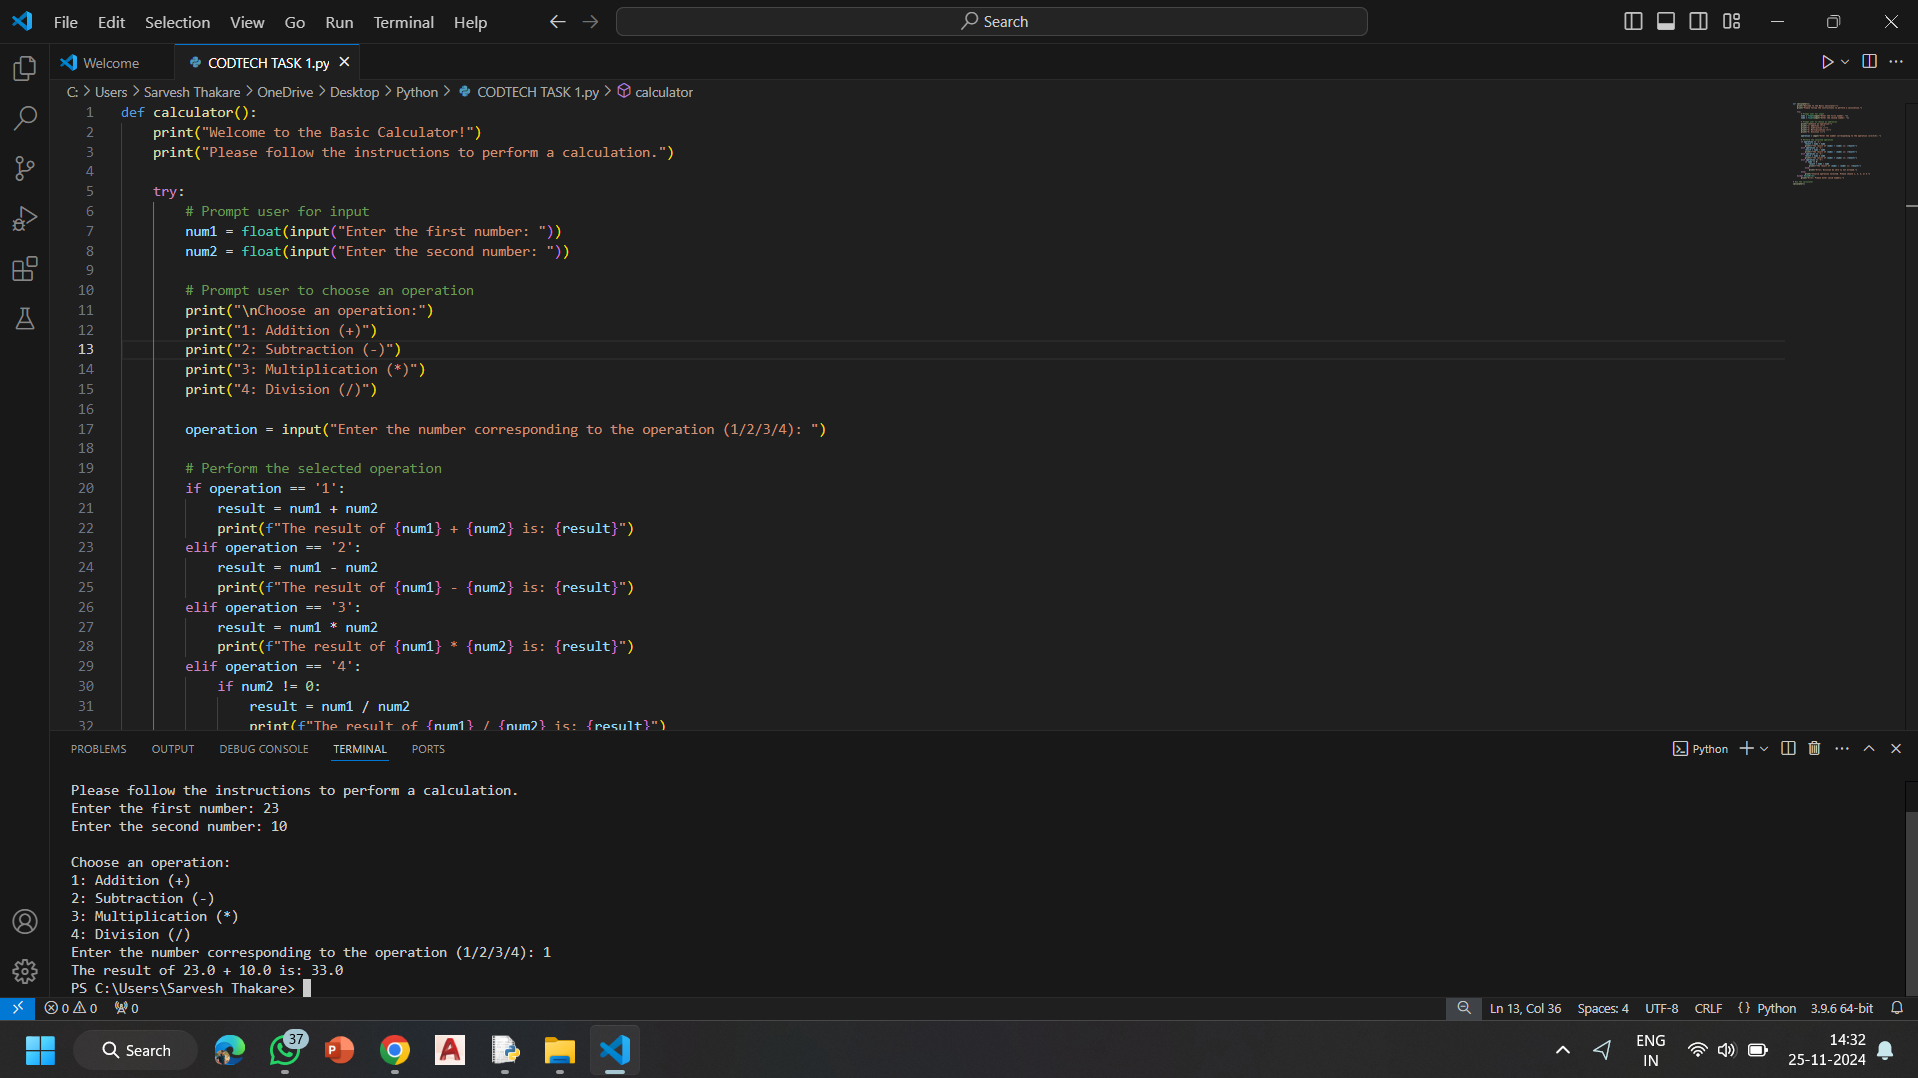 File Edit Selection View Go Run Terminal Help
Search
Welcome
CODTECH TASK 1.py
C: > Users > Sarvesh Thakare > OneDrive > Desktop > Python > CODTECH TASK 1.py > calculator
1 def calculator():
2     print("Welcome to the Basic Calculator!")
3     print("Please follow the instructions to perform a calculation.")
4
5     try:
6         # Prompt user for input
7         num1 = float(input("Enter the first number: "))
8         num2 = float(input("Enter the second number: "))
9
10         # Prompt user to choose an operation
11         print("\nChoose an operation:")
12         print("1: Addition (+)")
13         print("2: Subtraction (-)")
14         print("3: Multiplication (*)")
15         print("4: Division (/)")
16
17         operation = input("Enter the number corresponding to the operation (1/2/3/4): ")
18
19         # Perform the selected operation
20         if operation == '1':
21             result = num1 + num2
22             print(f"The result of {num1} + {num2} is: {result}")
23         elif operation == '2':
24             result = num1 - num2
25             print(f"The result of {num1} - {num2} is: {result}")
26         elif operation == '3':
27             result = num1 * num2
28             print(f"The result of {num1} * {num2} is: {result}")
29         elif operation == '4':
30             if num2 != 0:
31                 result = num1 / num2
32                 print(f"The result of {num1} / {num2} is: {result}")
PROBLEMS OUTPUT DEBUG CONSOLE TERMINAL PORTS
Python
Please follow the instructions to perform a calculation.
Enter the first number: 23
Enter the second number: 10

Choose an operation:
1: Addition (+)
2: Subtraction (-)
3: Multiplication (*)
4: Division (/)
Enter the number corresponding to the operation (1/2/3/4): 1
The result of 23.0 + 10.0 is: 33.0
PS C:\Users\Sarvesh Thakare>
0 0 0
Ln 13, Col 36 Spaces: 4 UTF-8 CRLF {} Python 3.9.6 64-bit
Search
37
ENG
IN
14:32
25-11-2024